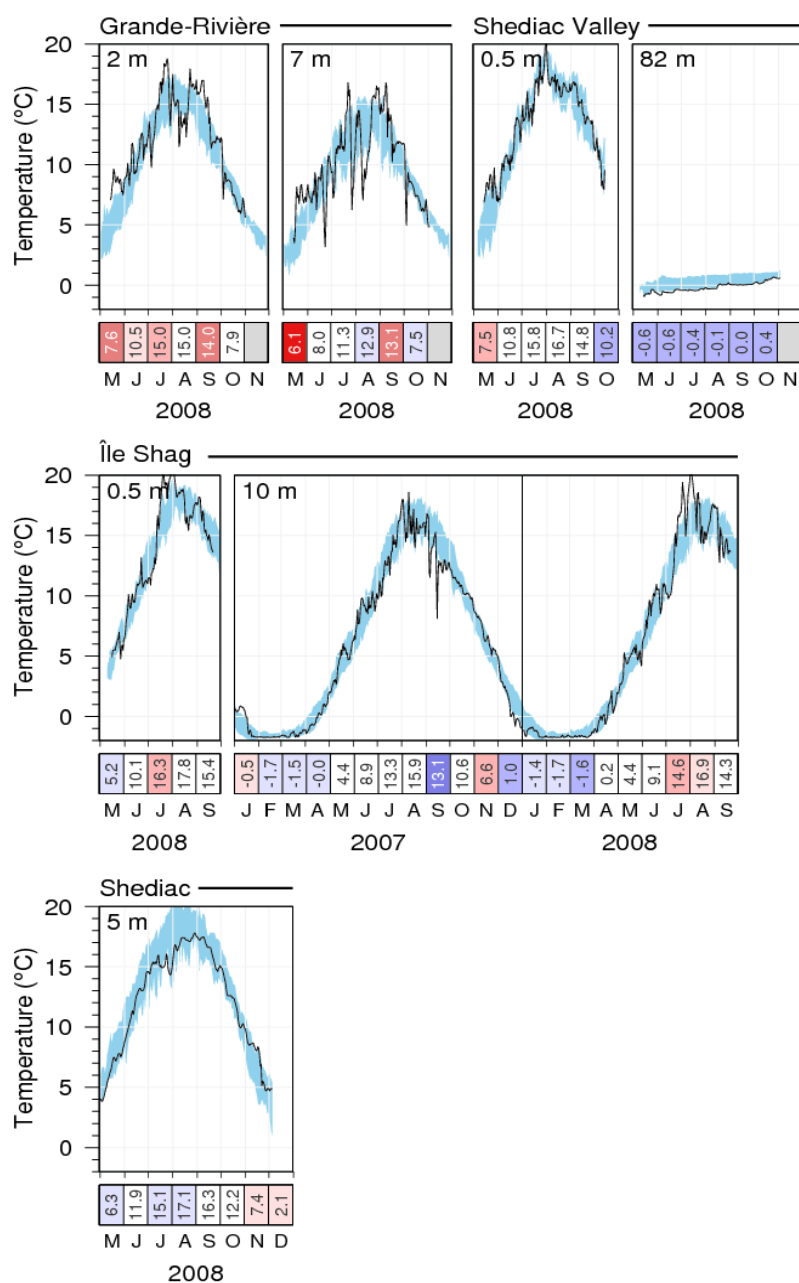 Grande-Rivière
Shediac Valley
2 m
7 m
0.5 m
82 m
Temperature (°C)
20
15
10
5
0
7.6 10.5 15.0 15.0 14.0 7.9
6.1 8.0 11.3 12.9 13.1 7.5
7.5 10.8 15.8 16.7 14.8 10.2
-0.6 -0.6 -0.4 -0.1 0.0 0.4
M J J A S O N
M J J A S O N
M J J A S O
M J J A S O N
2008
2008
2008
2008
Île Shag
0.5 m
10 m
Temperature (°C)
20
15
10
5
0
5.2 10.1 16.3 17.8 15.4
-0.5 -1.7 -1.5 -0.0 4.4 8.9 13.3 15.9 13.1 10.6 6.6 1.0 -1.4 -1.7 -1.6 0.2 4.4 9.1 14.6 16.9 14.3
M J J A S
J F M A M J J A S O N D J F M A M J J A S
2008
2007
2008
Shediac
5 m
Temperature (°C)
20
15
10
5
0
6.3 11.9 15.1 17.1 16.3 12.2 7.4 2.1
M J J A S O N D
2008